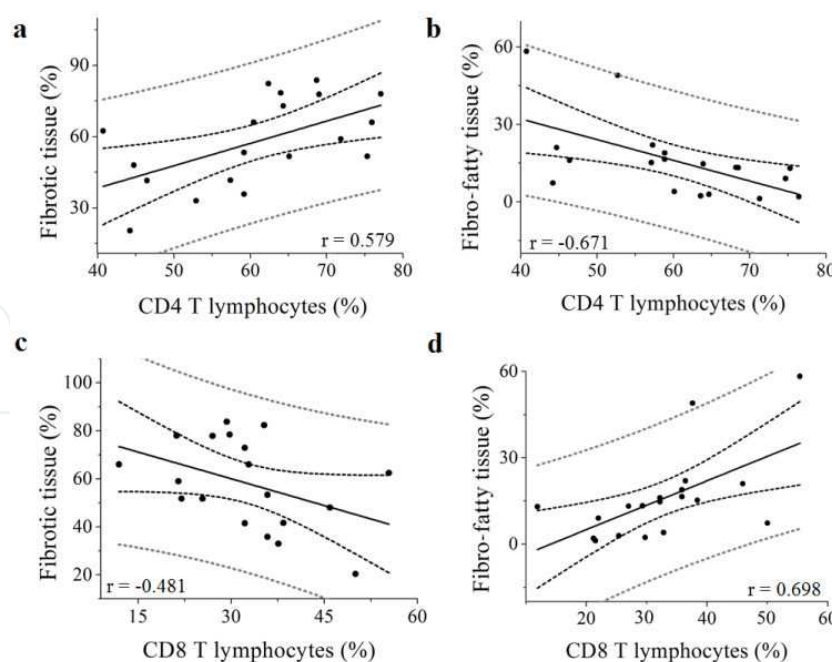 a
Fibrotic tissue (%)
90
60
30
40
50
60
70
80
r = 0.579
CD4 T lymphocytes (%)
b
Fibro-fatty tissue (%)
60
30
0
40
50
60
70
80
r = -0.671
CD4 T lymphocytes (%)
c
Fibrotic tissue (%)
100
80
60
40
20
15
30
45
60
r = -0.481
CD8 T lymphocytes (%)
d
Fibro-fatty tissue (%)
60
30
0
20
30
40
50
60
r = 0.698
CD8 T lymphocytes (%)